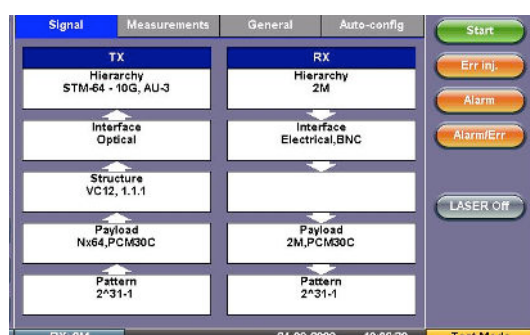 Signal Measurements General Auto-config
Start
TX RX
Err inj.
Hierarchy Hierarchy
STM-64 - 10G, AU-3 2M
Alarm
Interface Interface
Optical Electrical,BNC
Alarm/Err
Structure
VC12, 1.1.1
LASER Off
Payload Payload
Nx64,PCM30C 2M,PCM30C
Pattern Pattern
2^31-1 2^31-1